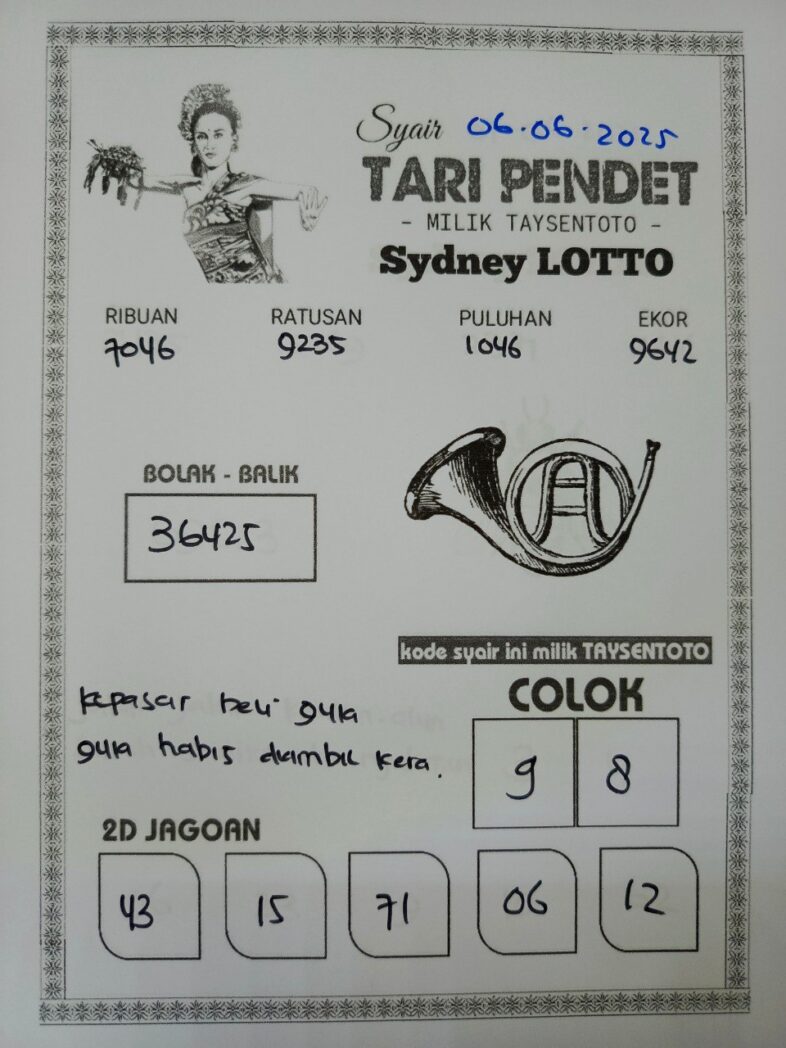 Syair 06.06.2025
TARI PENDET
- MILIK TAYSENTOTO -
Sydney LOTTO
RIBUAN RATUSAN PULUHAN EKOR
7046 9235 1046 9642
BOLAK - BALIK
36425
kode syair ini milik TAYSENTOTO
kepasar beli gula
gula habis diambil kera.
COLOK
9 8
2D JAGOAN
43 15 71 06 12